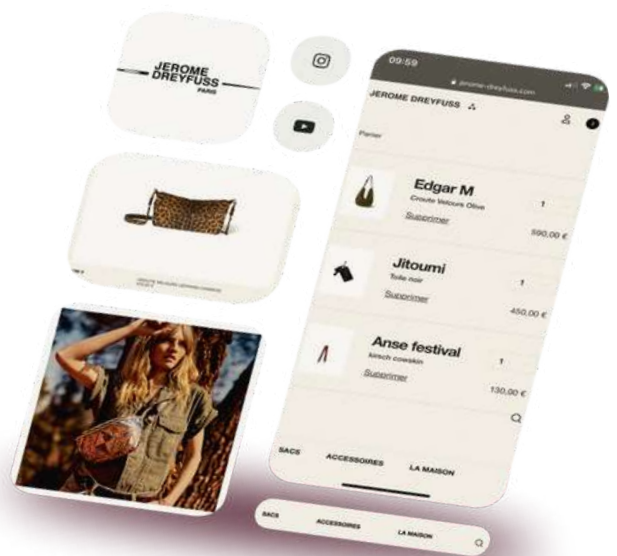 JEROME
DREYFUSS
PARIS
09:59
jerome-dreyfuss.com
JEROME DREYFUSS
Panier
Edgar M
Croute Velours Olive
1
Supprimer
590,00 €
Jitoumi
Toile noir
1
Supprimer
450,00 €
Anse festival
kirsch cowskin
1
Supprimer
130,00 €
SACS
ACCESSOIRES
LA MAISON
SACS
ACCESSOIRES
LA MAISON